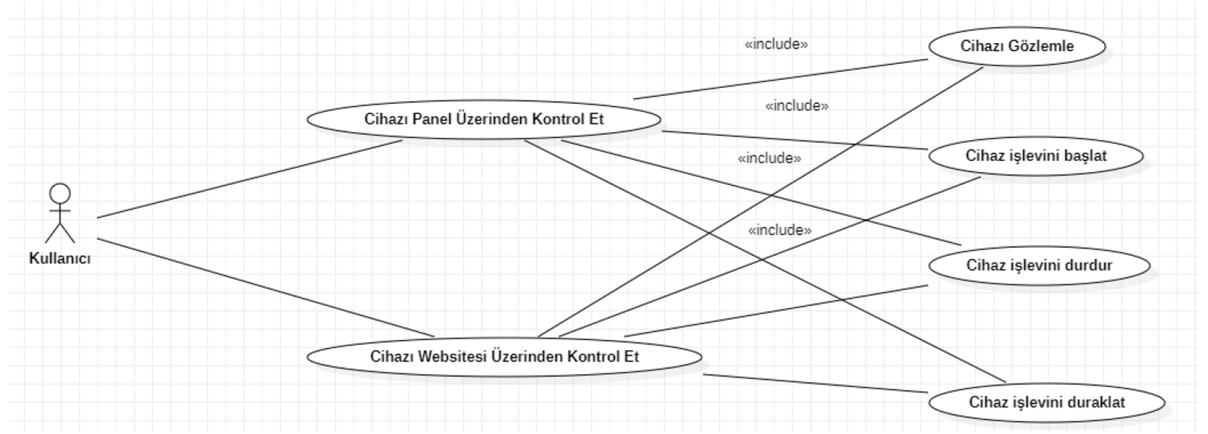 «include»
Cihazı Gözlemle
«include»
Cihazı Panel Üzerinden Kontrol Et
«include»
Cihaz işlevini başlat
«include»
Kullanıcı
Cihaz işlevini durdur
Cihazı Websitesi Üzerinden Kontrol Et
Cihaz işlevini duraklat